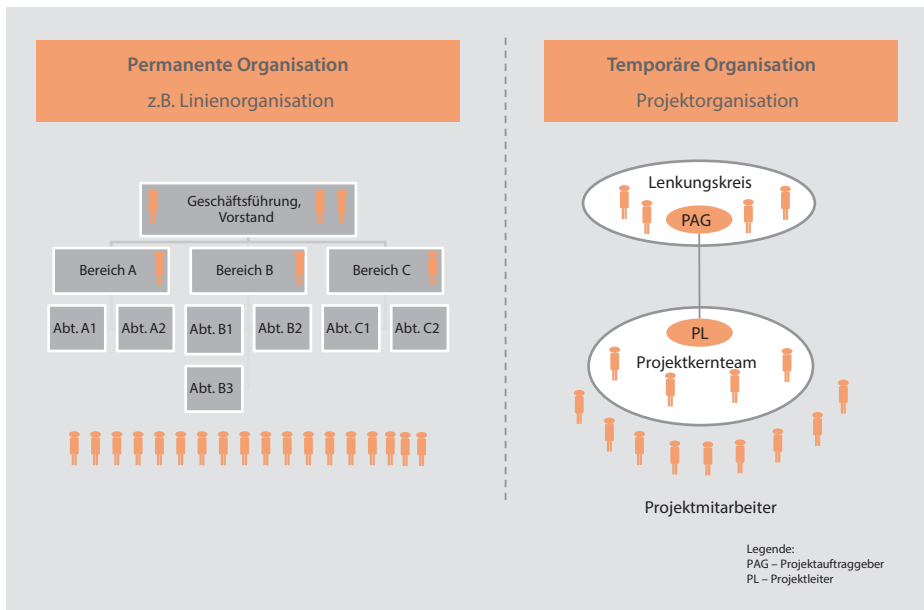 Permanente Organisation
z.B. Linienorganisation
Geschäftsführung,
Vorstand
Bereich A
Bereich B
Bereich C
Abt. A1
Abt. A2
Abt. B1
Abt. B2
Abt. C1
Abt. C2
Abt. B3
Temporäre Organisation
Projektorganisation
Lenkungskreis
PAG
PL
Projektkernteam
Projektmitarbeiter
Legende:
PAG – Projektauftraggeber
PL – Projektleiter